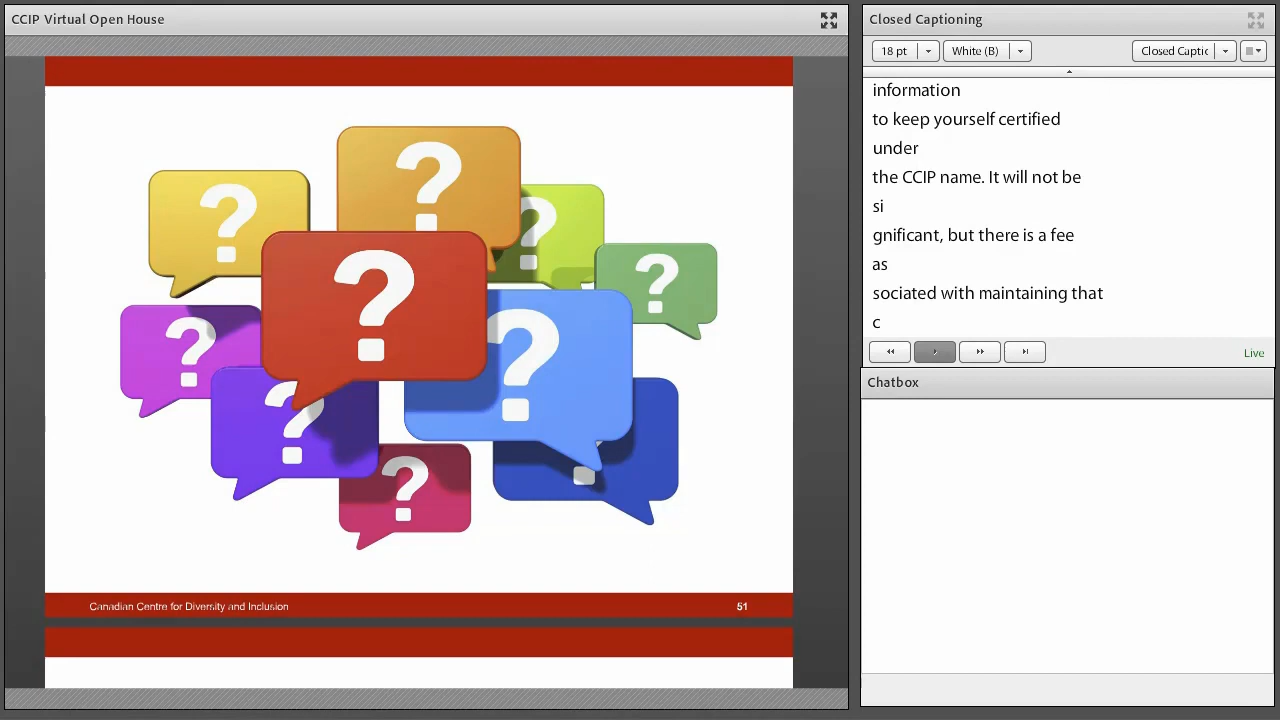 CCIP Virtual Open House
?
?
?
?
?
?
?
?
?
Canadian Centre for Diversity and Inclusion
51
Closed Captioning
18 pt
White (B)
Closed Captic
information
to keep yourself certified
under
the CCIP name. It will not be
si
gnificant, but there is a fee
as
sociated with maintaining that
c
Live
Chatbox